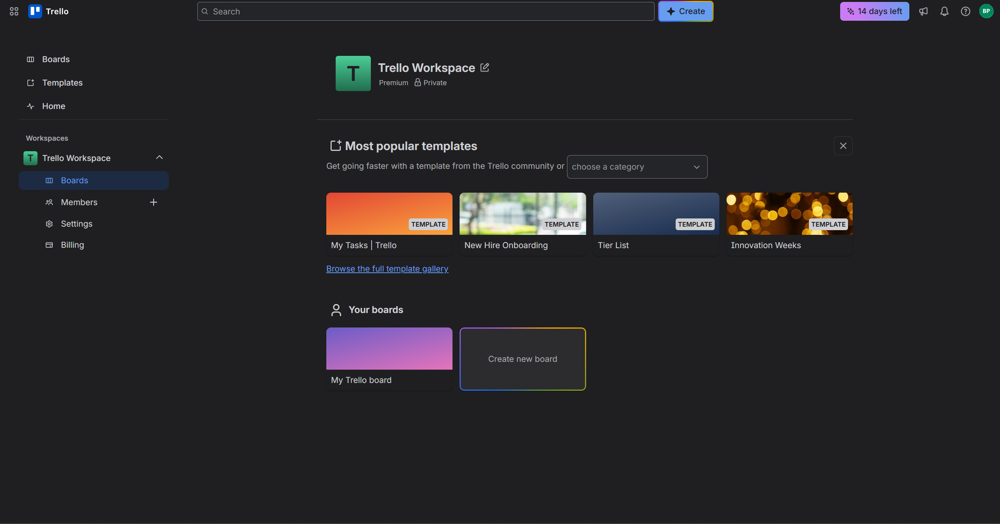 Trello
Search
Create
14 days left
BP
Boards
Templates
Home
Workspaces
T
Trello Workspace
Boards
Members
Settings
Billing
T
Trello Workspace
Premium
Private
Most popular templates
Get going faster with a template from the Trello community or
choose a category
TEMPLATE
TEMPLATE
TEMPLATE
TEMPLATE
My Tasks | Trello
New Hire Onboarding
Tier List
Innovation Weeks
Browse the full template gallery
Your boards
Create new board
My Trello board